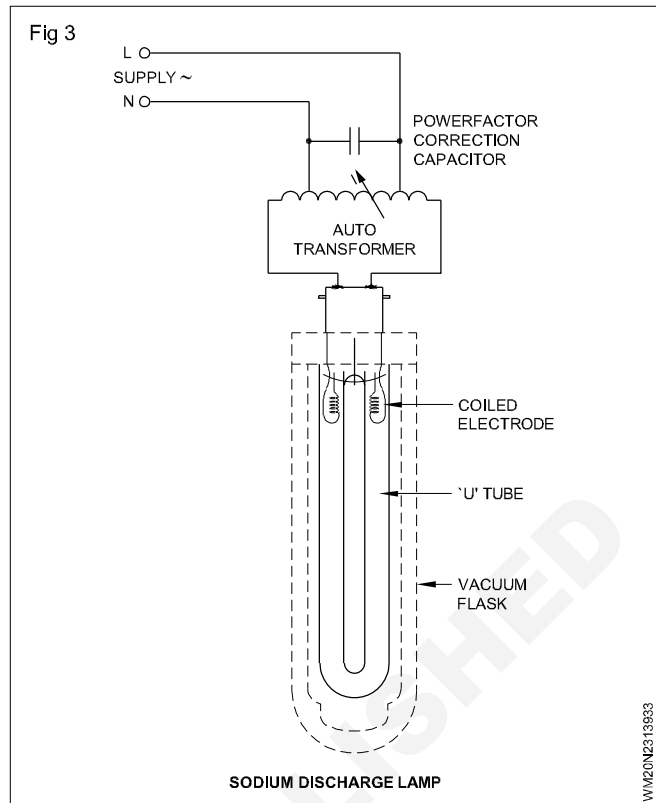 Fig 3
L
SUPPLY ~
N
POWERFACTOR
CORRECTION
CAPACITOR
AUTO
TRANSFORMER
COILED
ELECTRODE
`U' TUBE
VACUUM
FLASK
SODIUM DISCHARGE LAMP
WM20N2313933